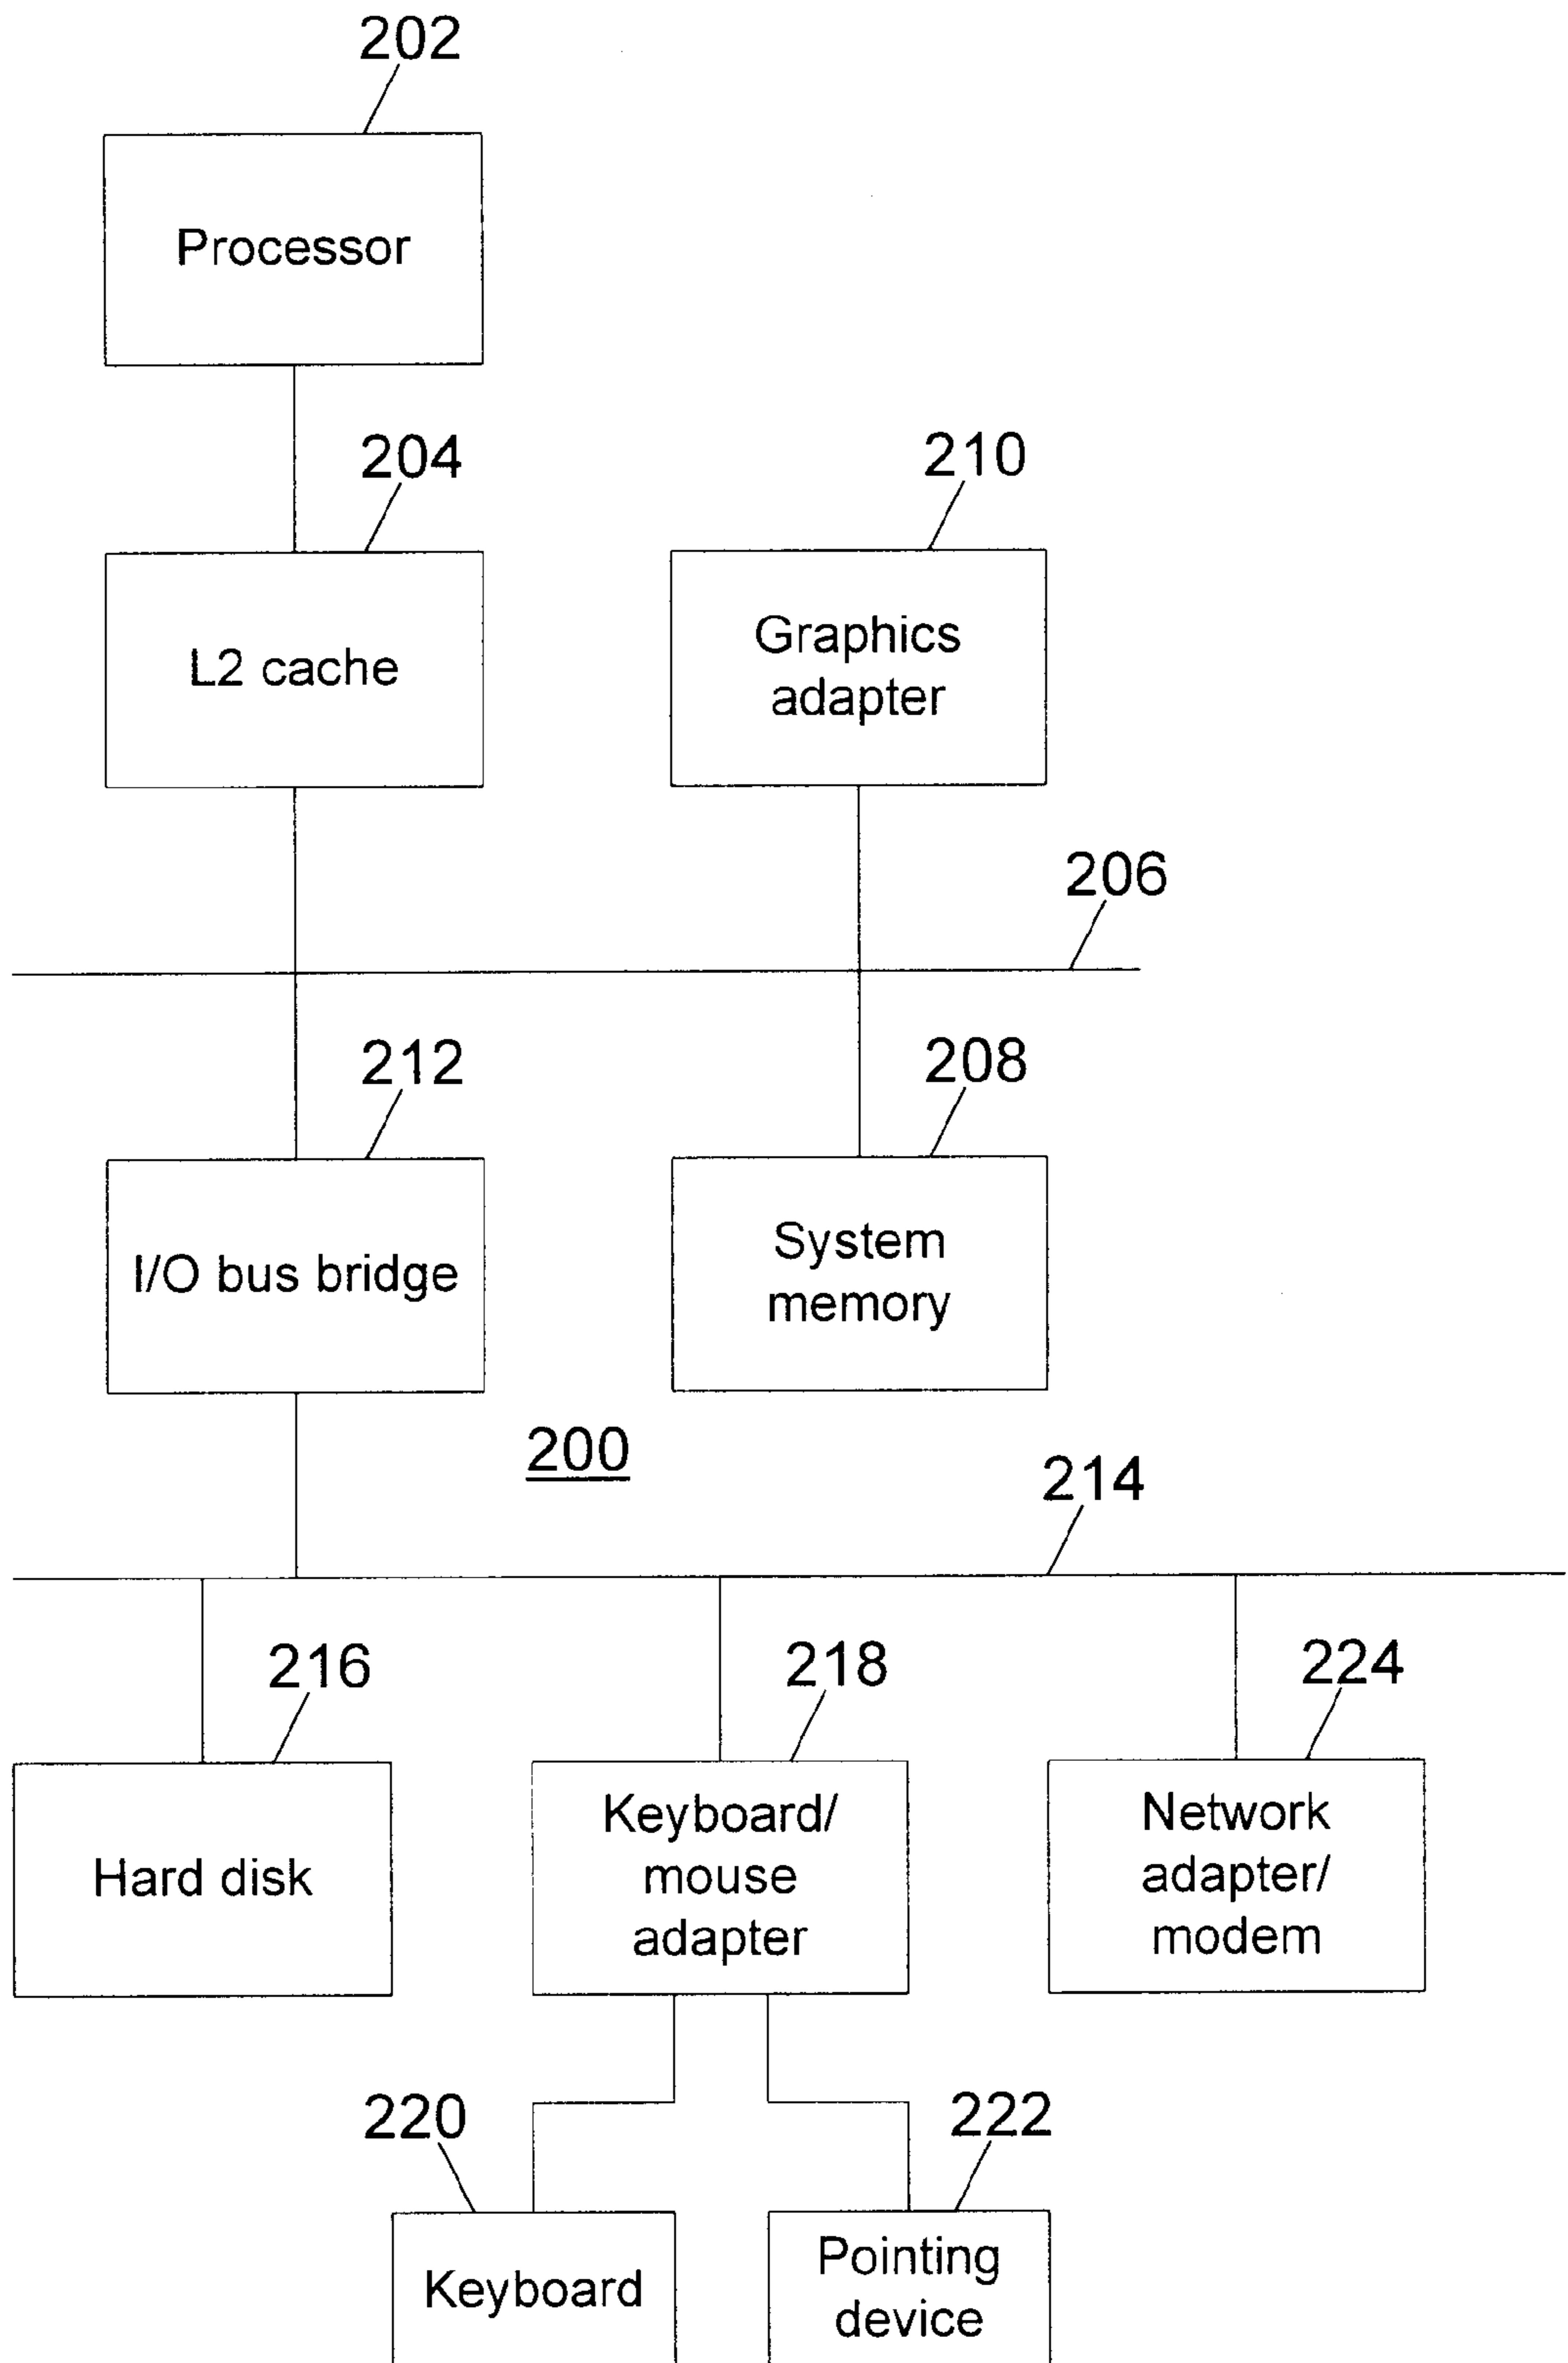 202
Processor
204
210
L2 cache
Graphics
adapter
206
212
208
I/O bus bridge
System
memory
200
214
216
218
224
Hard disk
Keyboard/
mouse
adapter
Network
adapter/
modem
220
222
Keyboard
Pointing
device